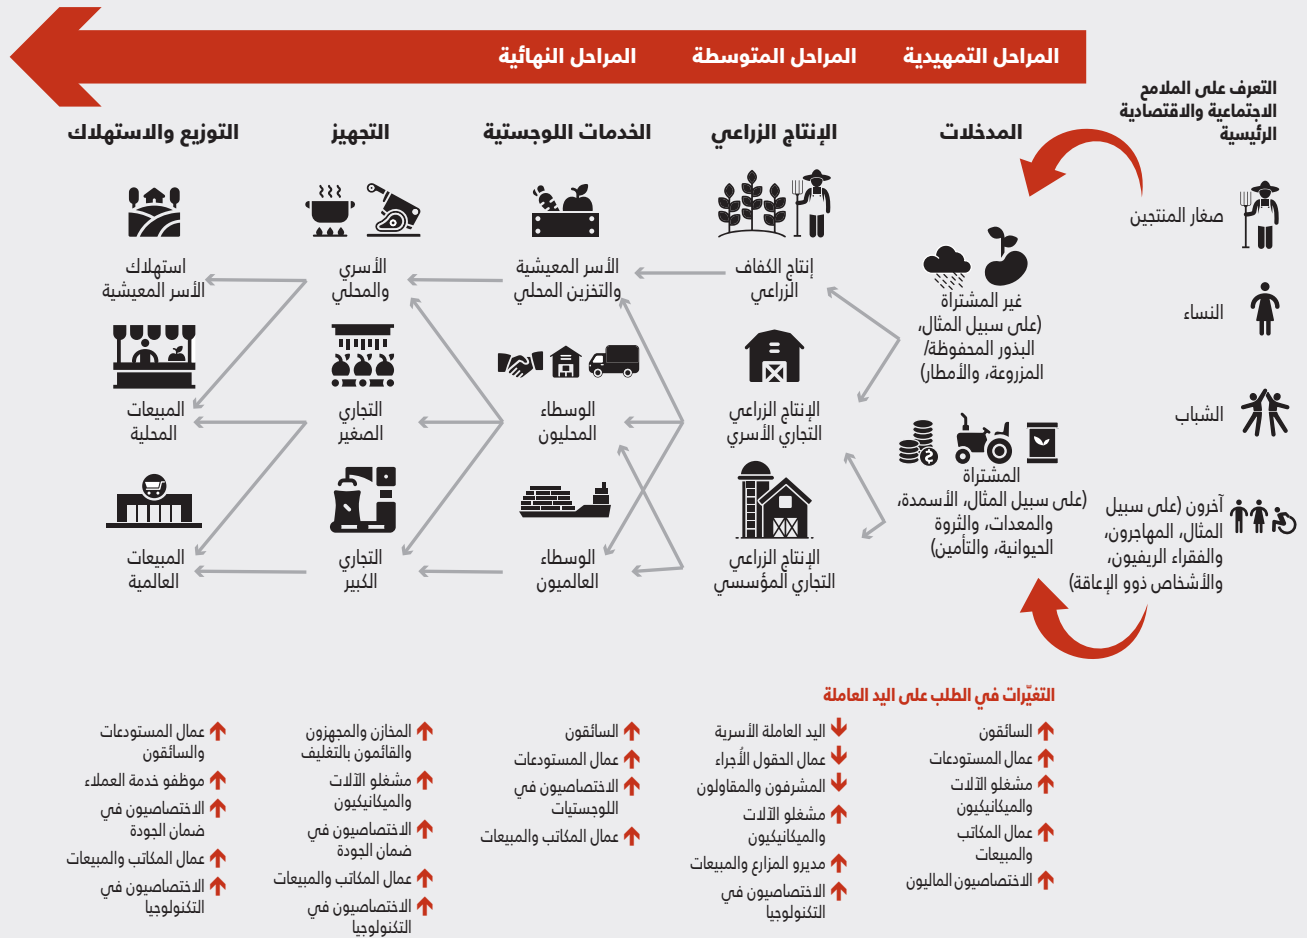 المراحل التمهيدية
المراحل المتوسطة
المراحل النهائية
التعرف على الملامح
الاجتماعية والاقتصادية
الرئيسية
صغار المنتجين
النساء
الشباب
آخرون (على سبيل
المثال، المهاجرون،
والفقراء الريفيون،
والأشخاص ذوو الإعاقة)
المدخلات
غير المشتراة
(على سبيل المثال،
البذور المحفوظة/
المزروعة، والأمطار)
المشتراة
(على سبيل المثال، الأسمدة،
والمعدات، والثروة
الحيوانية، والتأمين)
الإنتاج الزراعي
إنتاج الكفاف
الزراعي
الإنتاج الزراعي
التجاري الأسري
الإنتاج الزراعي
التجاري المؤسسي
الخدمات اللوجستية
الأسر المعيشية
والتخزين المحلي
الوسطاء
المحليون
الوسطاء
العالميون
التجهيز
الأسري
والمحلي
التجاري
الصغير
التجاري
الكبير
التوزيع والاستهلاك
استهلاك
الأسر المعيشية
المبيعات
المحلية
المبيعات
العالمية
التغيّرات في الطلب على اليد العاملة
السائقون
عمال المستودعات
مشغلو الآلات
والميكانيكيون
عمال المكاتب
والمبيعات
الاختصاصيون الماليون
اليد العاملة الأسرية
عمال الحقول الأُجراء
المشرفون والمقاولون
مشغلو الآلات
والميكانيكيون
مديرو المزارع والمبيعات
الاختصاصيون في
التكنولوجيا
السائقون
عمال المستودعات
الاختصاصيون في
اللوجستيات
عمال المكاتب والمبيعات
المخازن والمجهزون
والقائمون بالتغليف
مشغلو الآلات
والميكانيكيون
الاختصاصيون في
ضمان الجودة
عمال المكاتب والمبيعات
الاختصاصيون في
التكنولوجيا
عمال المستودعات
والسائقون
موظفو خدمة العملاء
الاختصاصيون في
ضمان الجودة
عمال المكاتب والمبيعات
الاختصاصيون في
التكنولوجيا